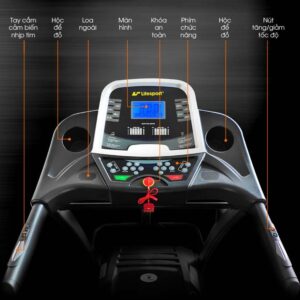 Tay cầm
cảm biến
nhịp tim
Hộc
để
đồ
Loa
ngoài
Màn
hình
Khóa
an
toàn
Phím
chức
năng
Hộc
để
đồ
Nút
tăng/giảm
tốc độ
Lifesport